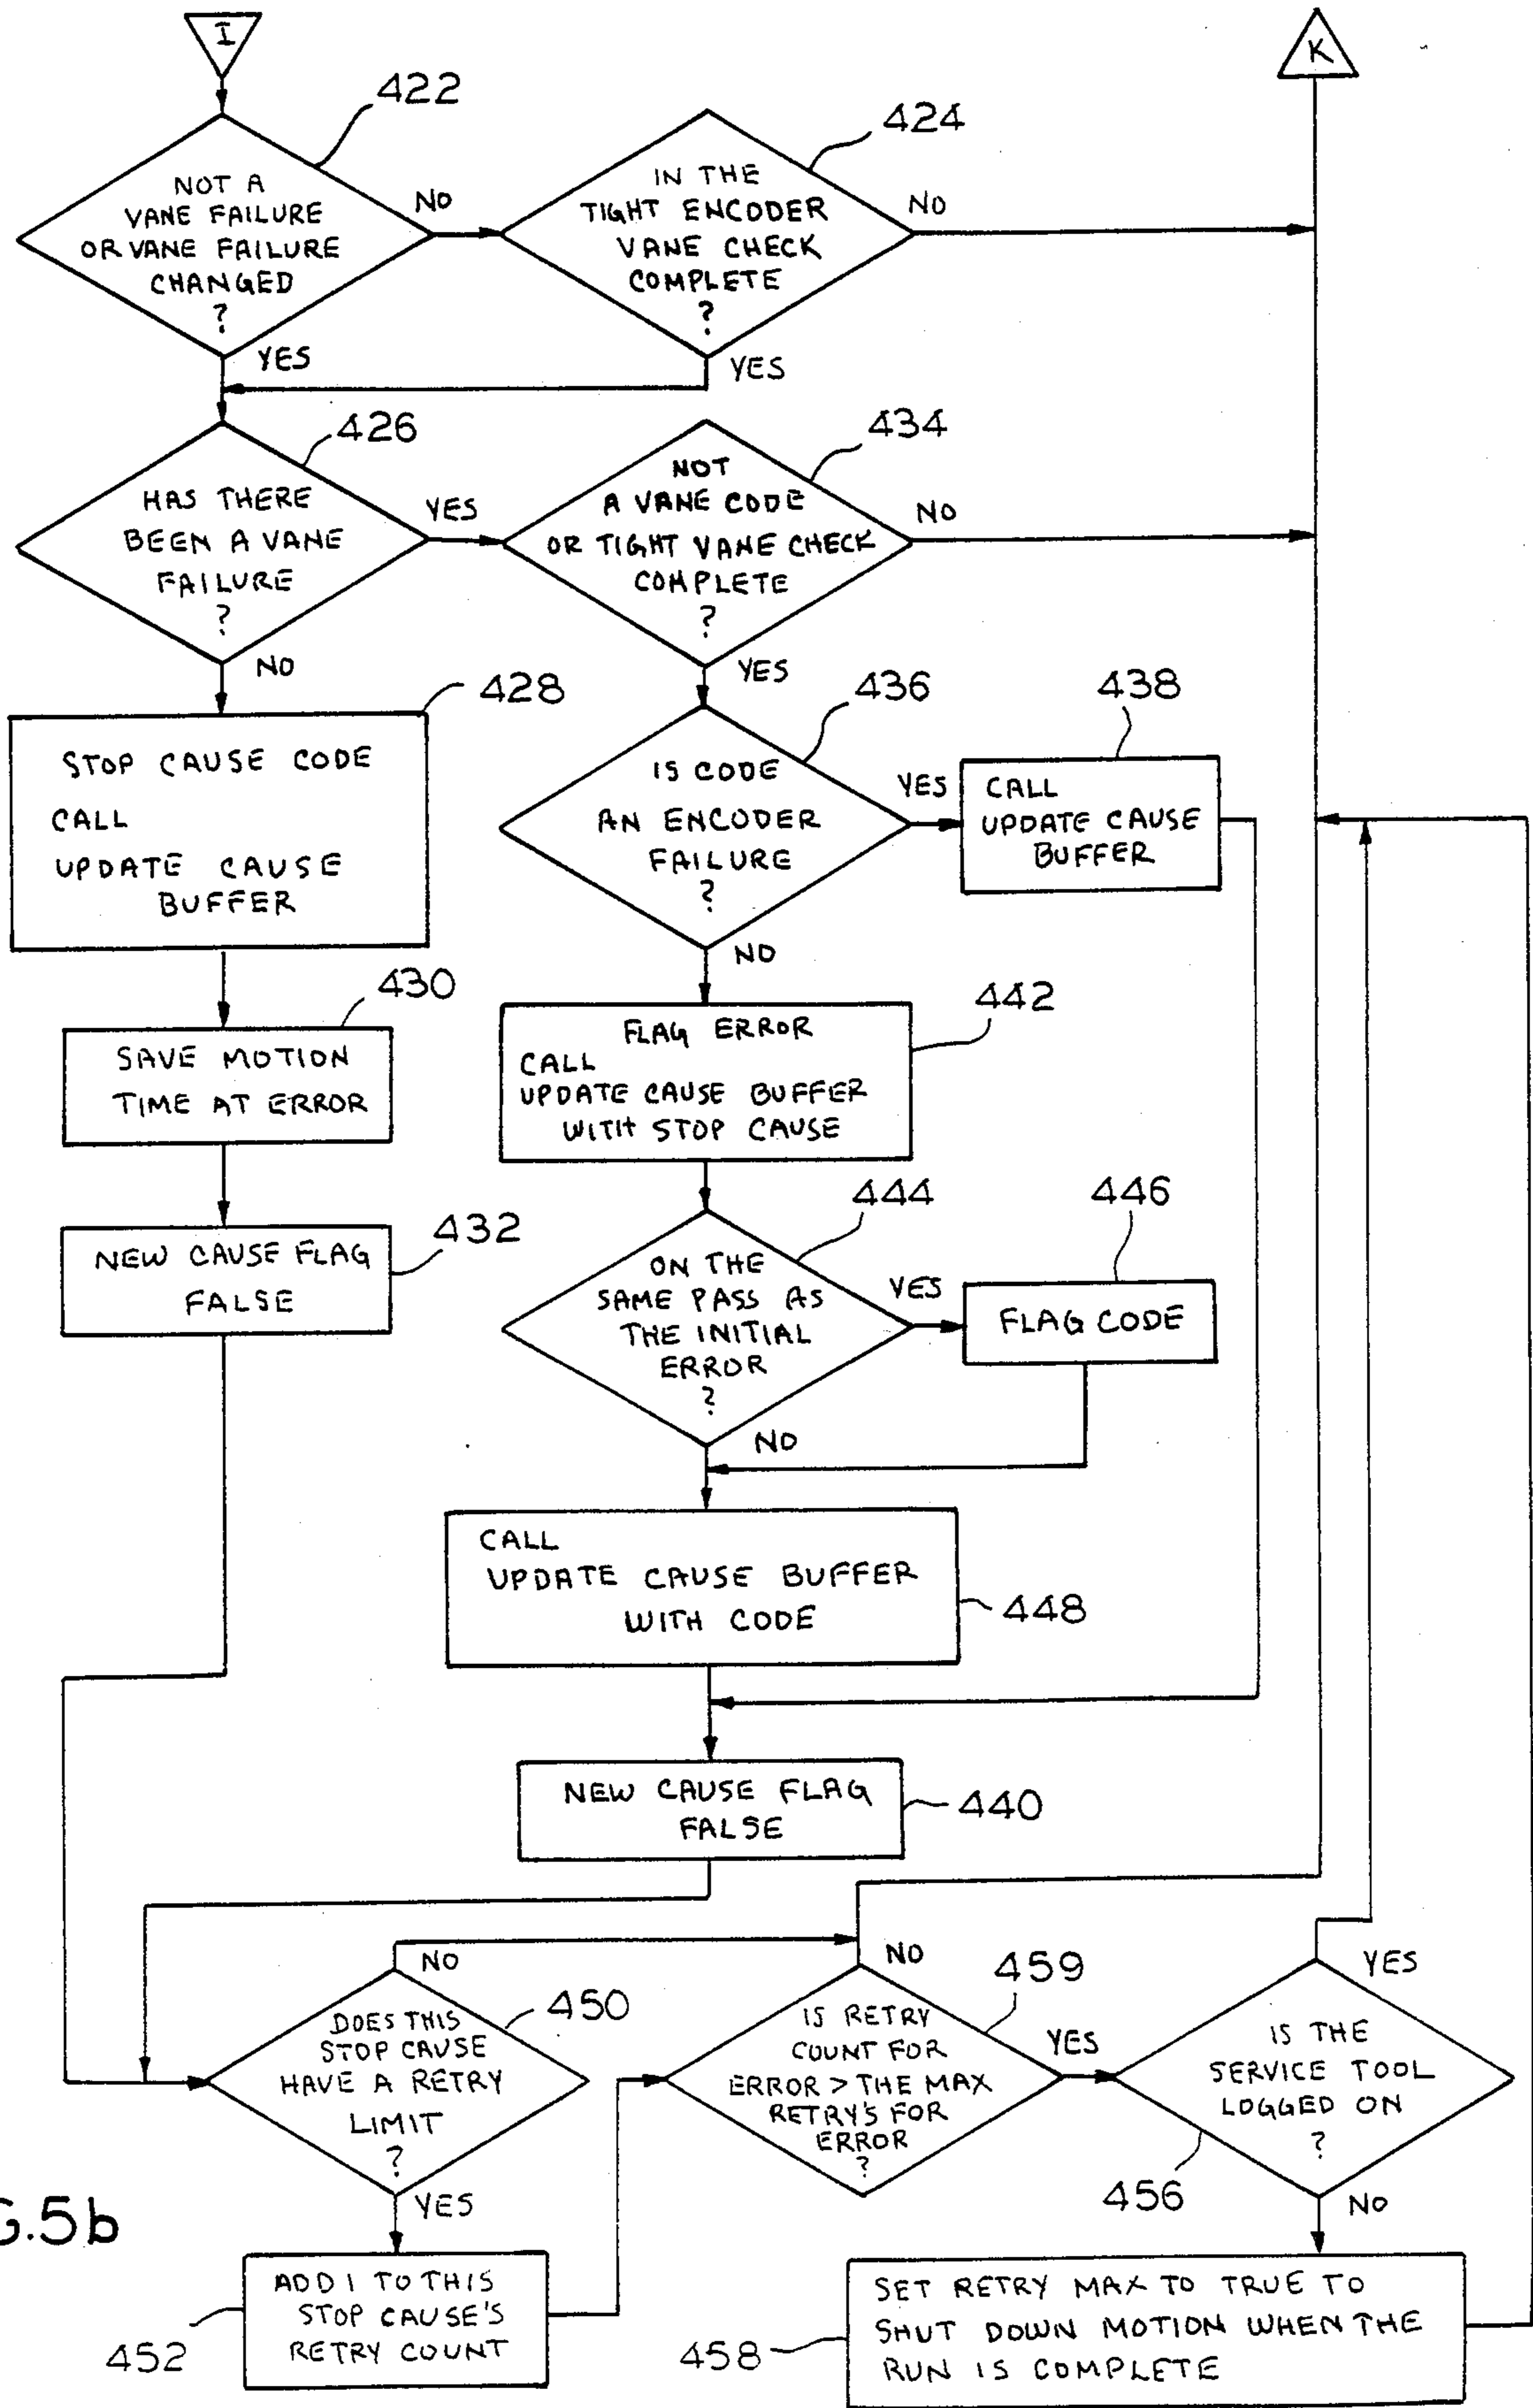 I
K
422
NOT A
VANE FAILURE
OR VANE FAILURE
CHANGED
?
NO
YES
424
IN THE
TIGHT ENCODER
VANE CHECK
COMPLETE
?
NO
YES
426
HAS THERE
BEEN A VANE
FAILURE
?
YES
NO
434
NOT
A VANE CODE
OR TIGHT VANE CHECK
COMPLETE
?
NO
YES
428
STOP CAUSE CODE
CALL
UPDATE CAUSE
BUFFER
436
IS CODE
AN ENCODER
FAILURE
?
YES
NO
438
CALL
UPDATE CAUSE
BUFFER
430
SAVE MOTION
TIME AT ERROR
442
FLAG ERROR
CALL
UPDATE CAUSE BUFFER
WITH STOP CAUSE
432
NEW CAUSE FLAG
FALSE
444
ON THE
SAME PASS AS
THE INITIAL
ERROR
?
YES
NO
446
FLAG CODE
CALL
UPDATE CAUSE BUFFER
WITH CODE
448
NEW CAUSE FLAG
FALSE
440
NO
450
DOES THIS
STOP CAUSE
HAVE A RETRY
LIMIT
?
YES
NO
459
IS RETRY
COUNT FOR
ERROR > THE MAX
RETRY'S FOR
ERROR
?
YES
YES
IS THE
SERVICE TOOL
LOGGED ON
?
456
NO
G.5b
ADD 1 TO THIS
STOP CAUSE'S
RETRY COUNT
452
SET RETRY MAX TO TRUE TO
SHUT DOWN MOTION WHEN THE
RUN IS COMPLETE
458